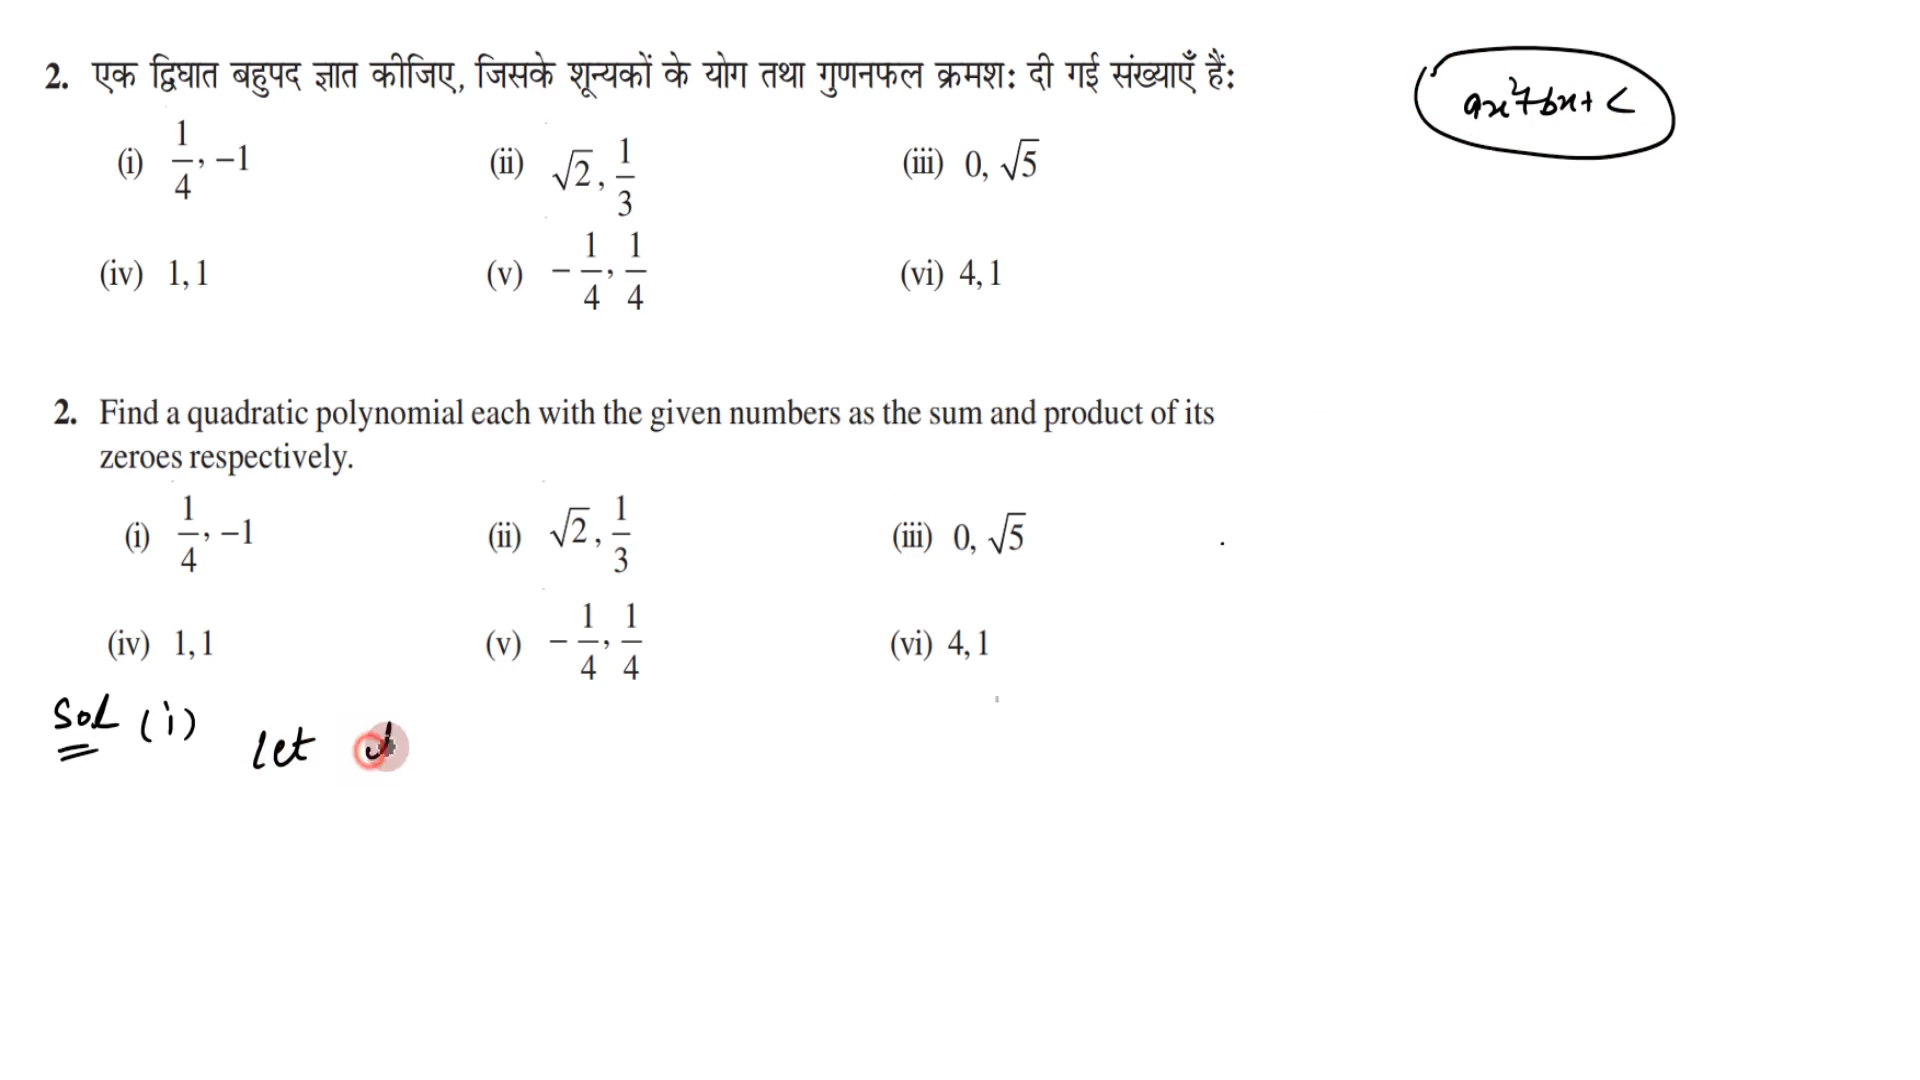 2. एक द्विघात बहुपद ज्ञात कीजिए, जिसके शून्यकों के योग तथा गुणनफल क्रमश: दी गई संख्याएँ हैं:
ax²+bx+c
(i) 1/4, −1 (ii) √2, 1/3 (iii) 0, √5
(iv) 1, 1 (v) −1/4, 1/4 (vi) 4, 1
2. Find a quadratic polynomial each with the given numbers as the sum and product of its
zeroes respectively.
(i) 1/4, −1 (ii) √2, 1/3 (iii) 0, √5
(iv) 1, 1 (v) −1/4, 1/4 (vi) 4, 1
Sol (i) let